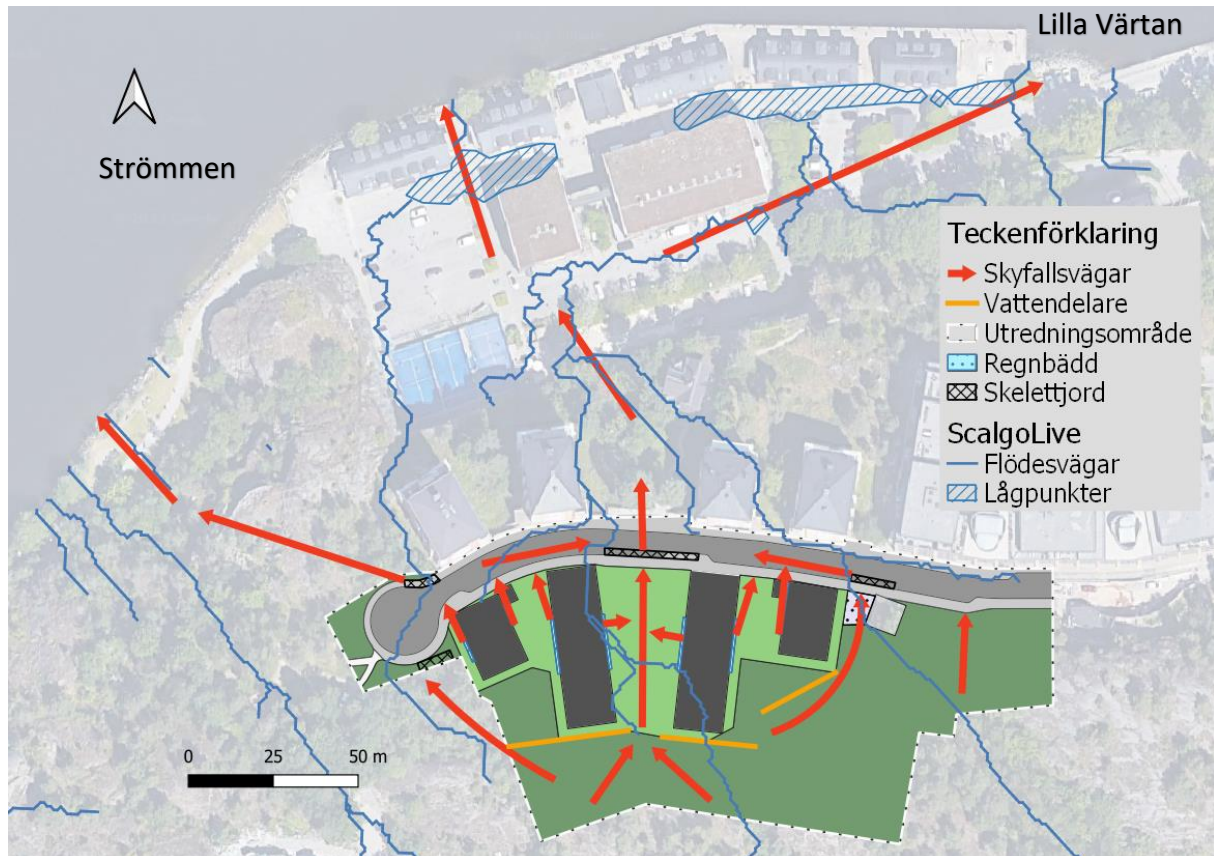 Lilla Värtan
Strömmen
Teckenförklaring
Skyfallsvägar
Vattendelare
Utredningsområde
Regnbädd
Skelettjord
ScalgoLive
Flödesvägar
Lågpunkter
0 25 50 m